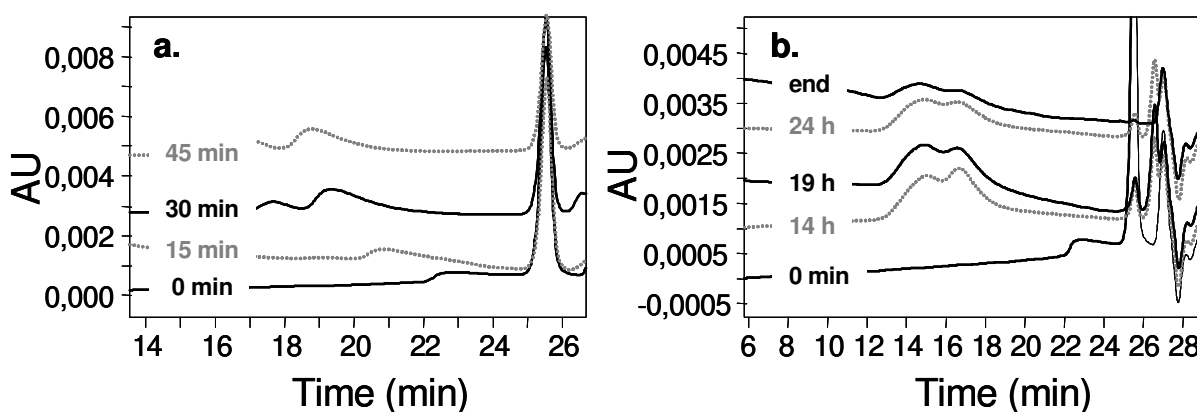 a.
0,008
0,006
0,004
0,002
0,000
AU
45 min
30 min
15 min
0 min
14 16 18 20 22 24 26
Time (min)
b.
0,0045
0,0035
0,0025
0,0015
0,0005
-0,0005
AU
end
24 h
19 h
14 h
0 min
6 8 10 12 14 16 18 20 22 24 26 28
Time (min)